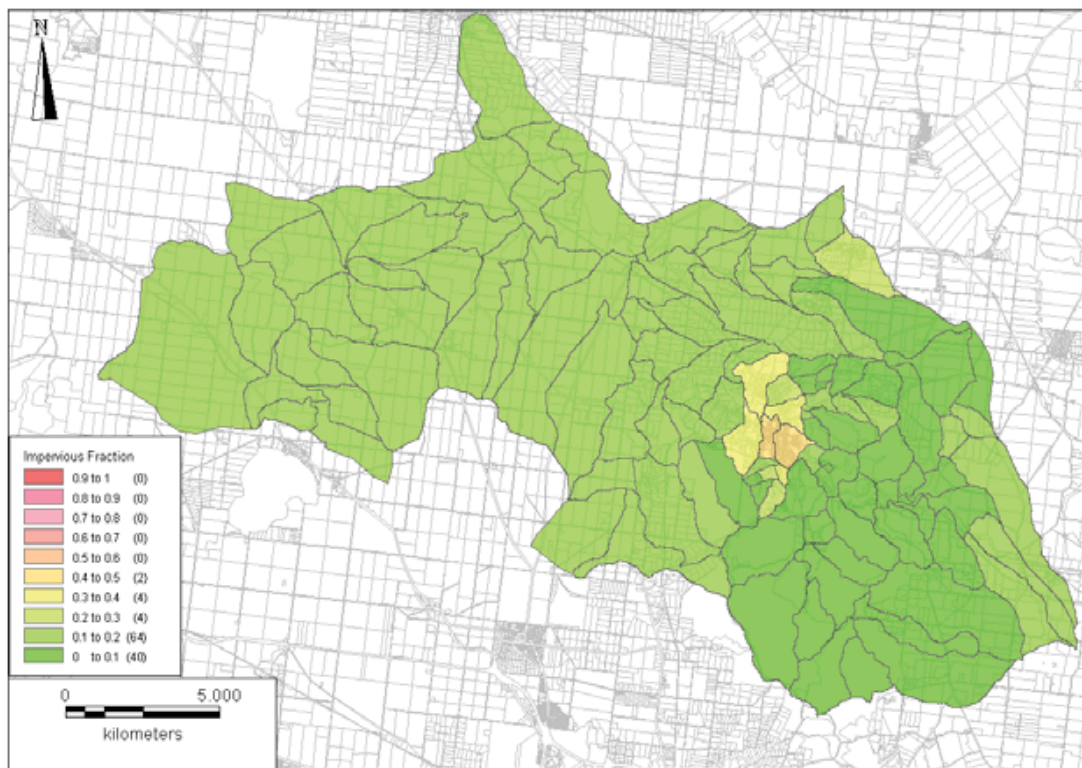 N
Impervious Fraction
0.9 to 1 (0)
0.8 to 0.9 (0)
0.7 to 0.8 (0)
0.6 to 0.7 (0)
0.5 to 0.6 (0)
0.4 to 0.5 (2)
0.3 to 0.4 (4)
0.2 to 0.3 (4)
0.1 to 0.2 (64)
0 to 0.1 (40)
0 5.000
kilometers